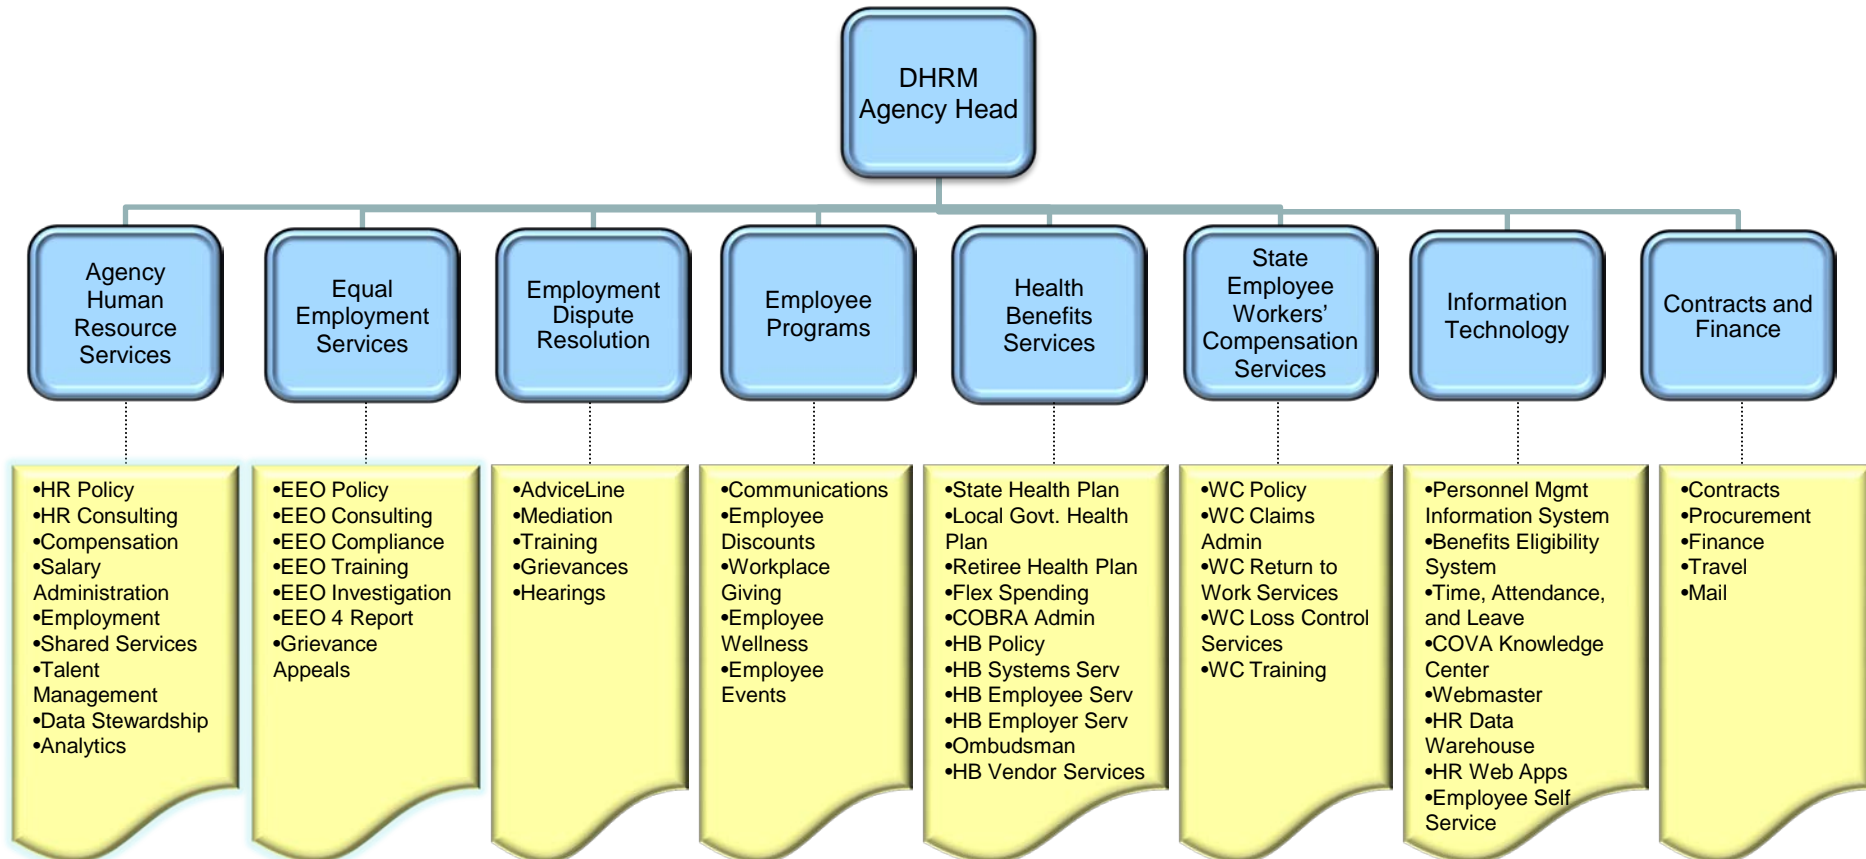 DHRM
Agency Head
Agency
Human
Resource
Services
Equal
Employment
Services
Employment
Dispute
Resolution
Employee
Programs
Health
Benefits
Services
State
Employee
Workers’
Compensation
Services
Information
Technology
Contracts and
Finance
•HR Policy
•HR Consulting
•Compensation
•Salary
Administration
•Employment
•Shared Services
•Talent
Management
•Data Stewardship
•Analytics
•EEO Policy
•EEO Consulting
•EEO Compliance
•EEO Training
•EEO Investigation
•EEO 4 Report
•Grievance
Appeals
•AdviceLine
•Mediation
•Training
•Grievances
•Hearings
•Communications
•Employee
Discounts
•Workplace
Giving
•Employee
Wellness
•Employee
Events
•State Health Plan
•Local Govt. Health
Plan
•Retiree Health Plan
•Flex Spending
•COBRA Admin
•HB Policy
•HB Systems Serv
•HB Employee Serv
•HB Employer Serv
•Ombudsman
•HB Vendor Services
•WC Policy
•WC Claims
Admin
•WC Return to
Work Services
•WC Loss Control
Services
•WC Training
•Personnel Mgmt
Information System
•Benefits Eligibility
System
•Time, Attendance,
and Leave
•COVA Knowledge
Center
•Webmaster
•HR Data
Warehouse
•HR Web Apps
•Employee Self
Service
•Contracts
•Procurement
•Finance
•Travel
•Mail